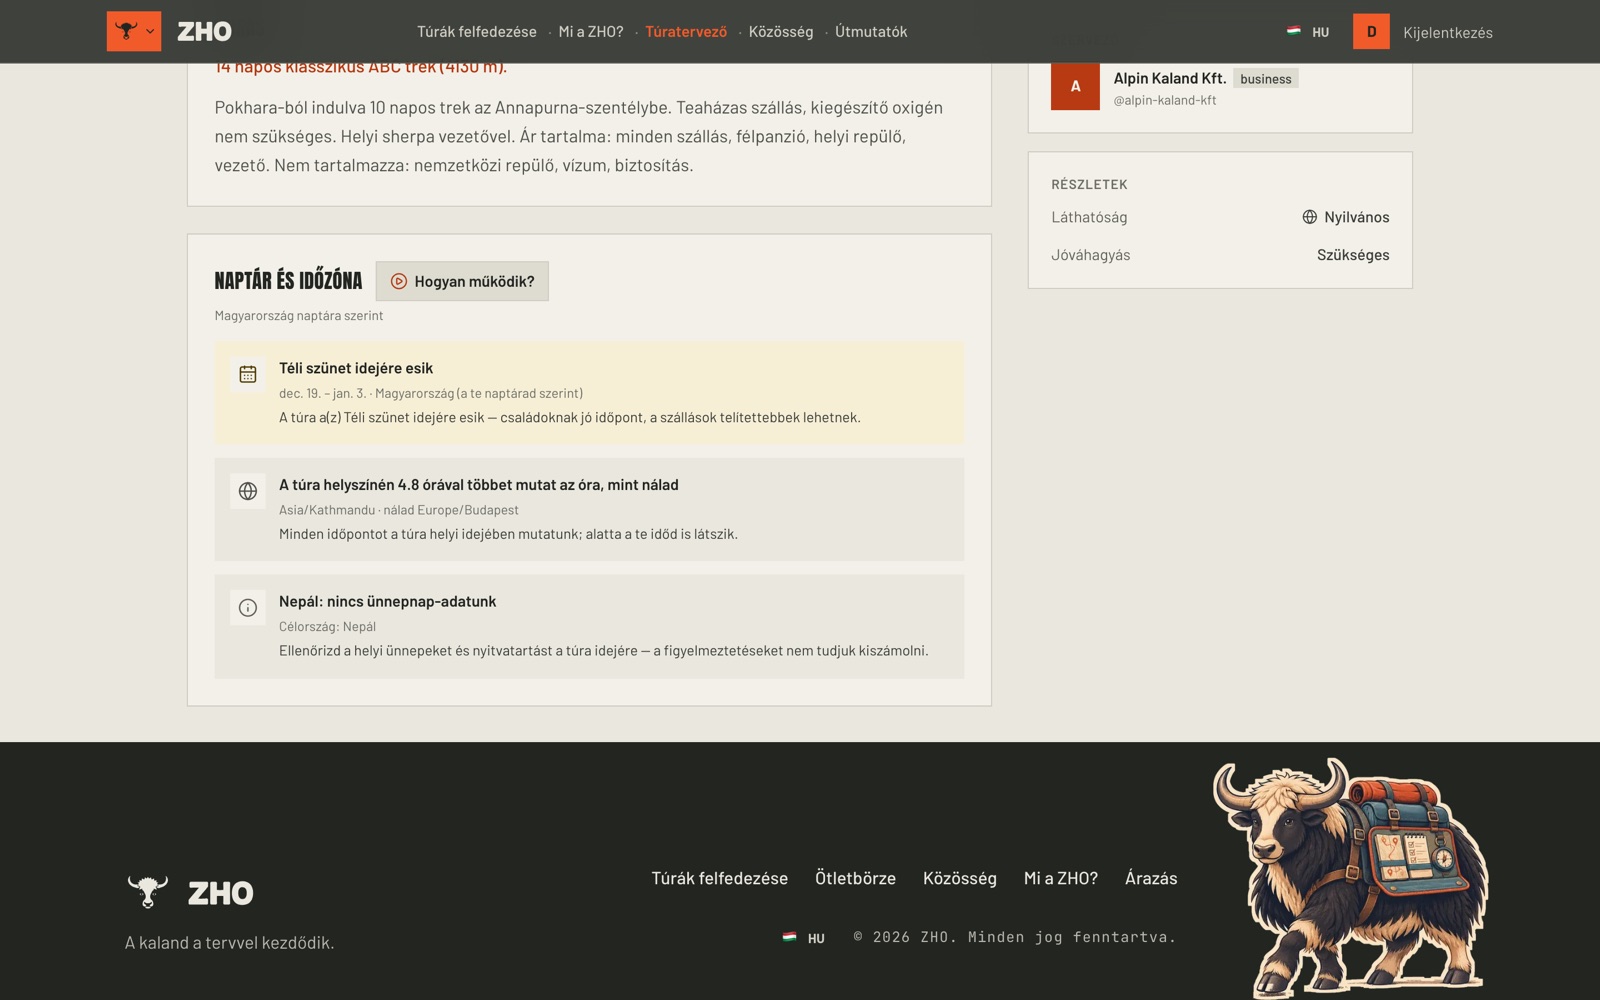 ZHO
Túrák felfedezése · Mi a ZHO? · Túratervező · Közösség · Útmutatók
HU
D
Kijelentkezés
14 napos klasszikus ABC trek (4130 m).
Pokhara-ból indulva 10 napos trek az Annapurna-szentélybe. Teaházas szállás, kiegészítő oxigén
nem szükséges. Helyi sherpa vezetővel. Ár tartalma: minden szállás, félpanzió, helyi repülő,
vezető. Nem tartalmazza: nemzetközi repülő, vízum, biztosítás.
A
Alpin Kaland Kft. business
@alpin-kaland-kft
RÉSZLETEK
Láthatóság Nyilvános
Jóváhagyás Szükséges
NAPTÁR ÉS IDŐZÓNA
Hogyan működik?
Magyarország naptára szerint
Téli szünet idejére esik
dec. 19. – jan. 3. · Magyarország (a te naptárad szerint)
A túra a(z) Téli szünet idejére esik — családoknak jó időpont, a szállások telítettebbek lehetnek.
A túra helyszínén 4.8 órával többet mutat az óra, mint nálad
Asia/Kathmandu · nálad Europe/Budapest
Minden időpontot a túra helyi idejében mutatunk; alatta a te időd is látszik.
Nepál: nincs ünnepnap-adatunk
Célország: Nepál
Ellenőrizd a helyi ünnepeket és nyitvatartást a túra idejére — a figyelmeztetéseket nem tudjuk kiszámolni.
ZHO
A kaland a tervvel kezdődik.
Túrák felfedezése Ötletbörze Közösség Mi a ZHO? Árazás
HU © 2026 ZHO. Minden jog fenntartva.